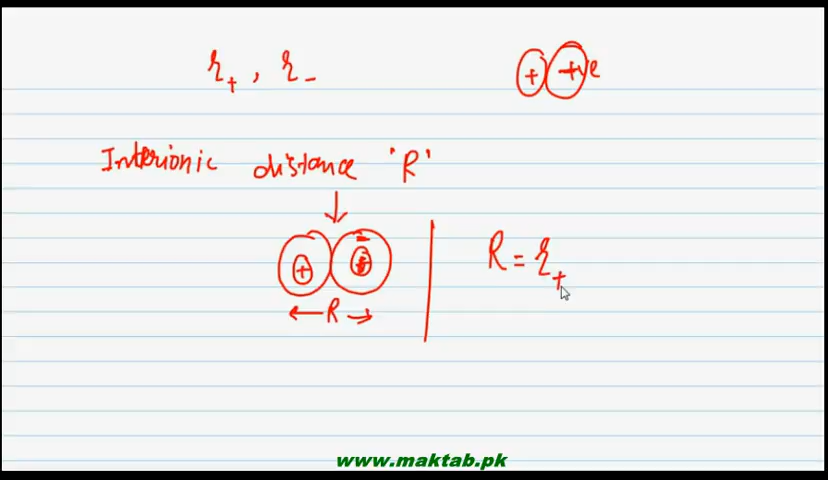 r₊ , r₋
+ +ve
Interionic distance 'R'
+ +
R = r₊
← R →
www.maktab.pk